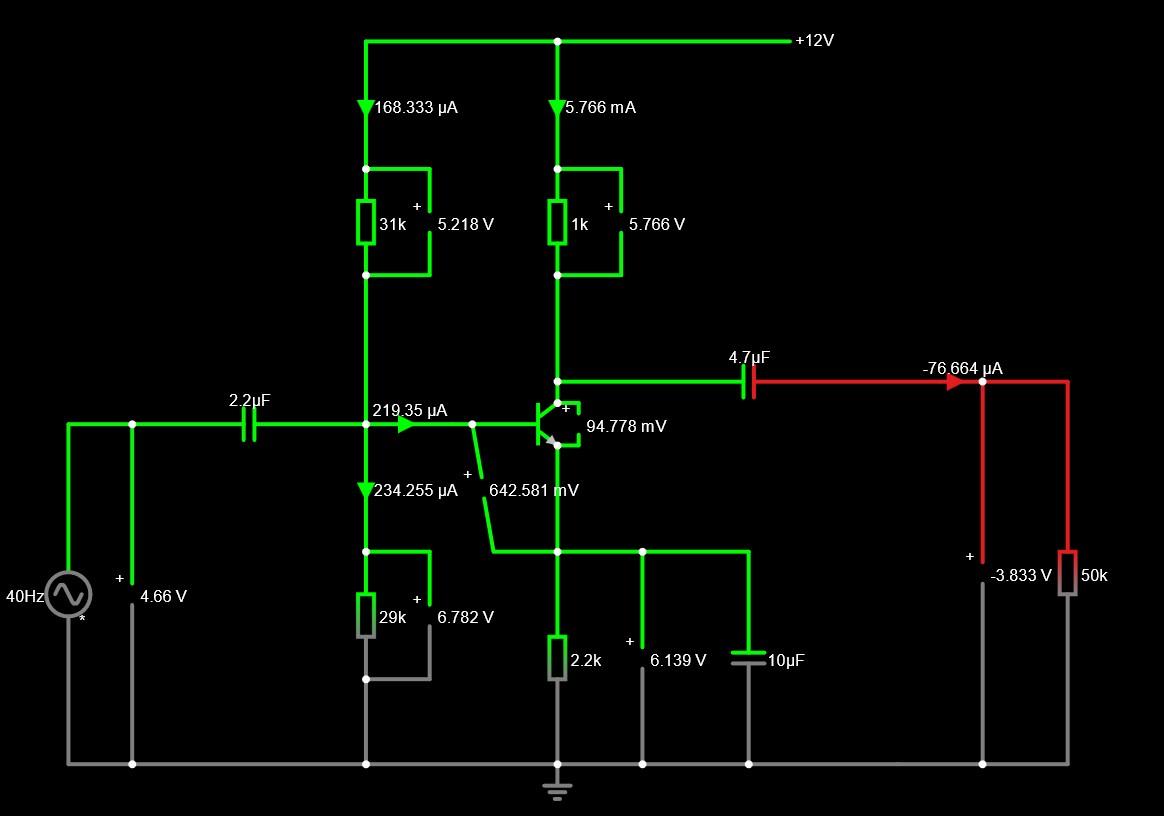 +12V
168.333 μA
5.766 mA
+
+
31k
5.218 V
1k
5.766 V
4.7μF
-76.664 μA
2.2μF
219.35 μA
+
94.778 mV
+
234.255 μA
642.581 mV
+
+
-3.833 V
50k
+
40Hz
4.66 V
*
+
29k
6.782 V
+
2.2k
6.139 V
10μF